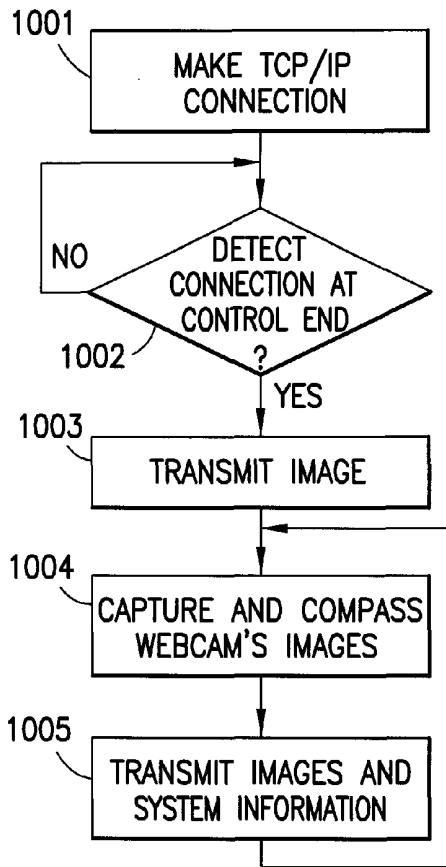 1001
MAKE TCP/IP
CONNECTION
NO
DETECT
CONNECTION AT
CONTROL END
?
1002
YES
1003
TRANSMIT IMAGE
1004
CAPTURE AND COMPASS
WEBCAM'S IMAGES
1005
TRANSMIT IMAGES AND
SYSTEM INFORMATION